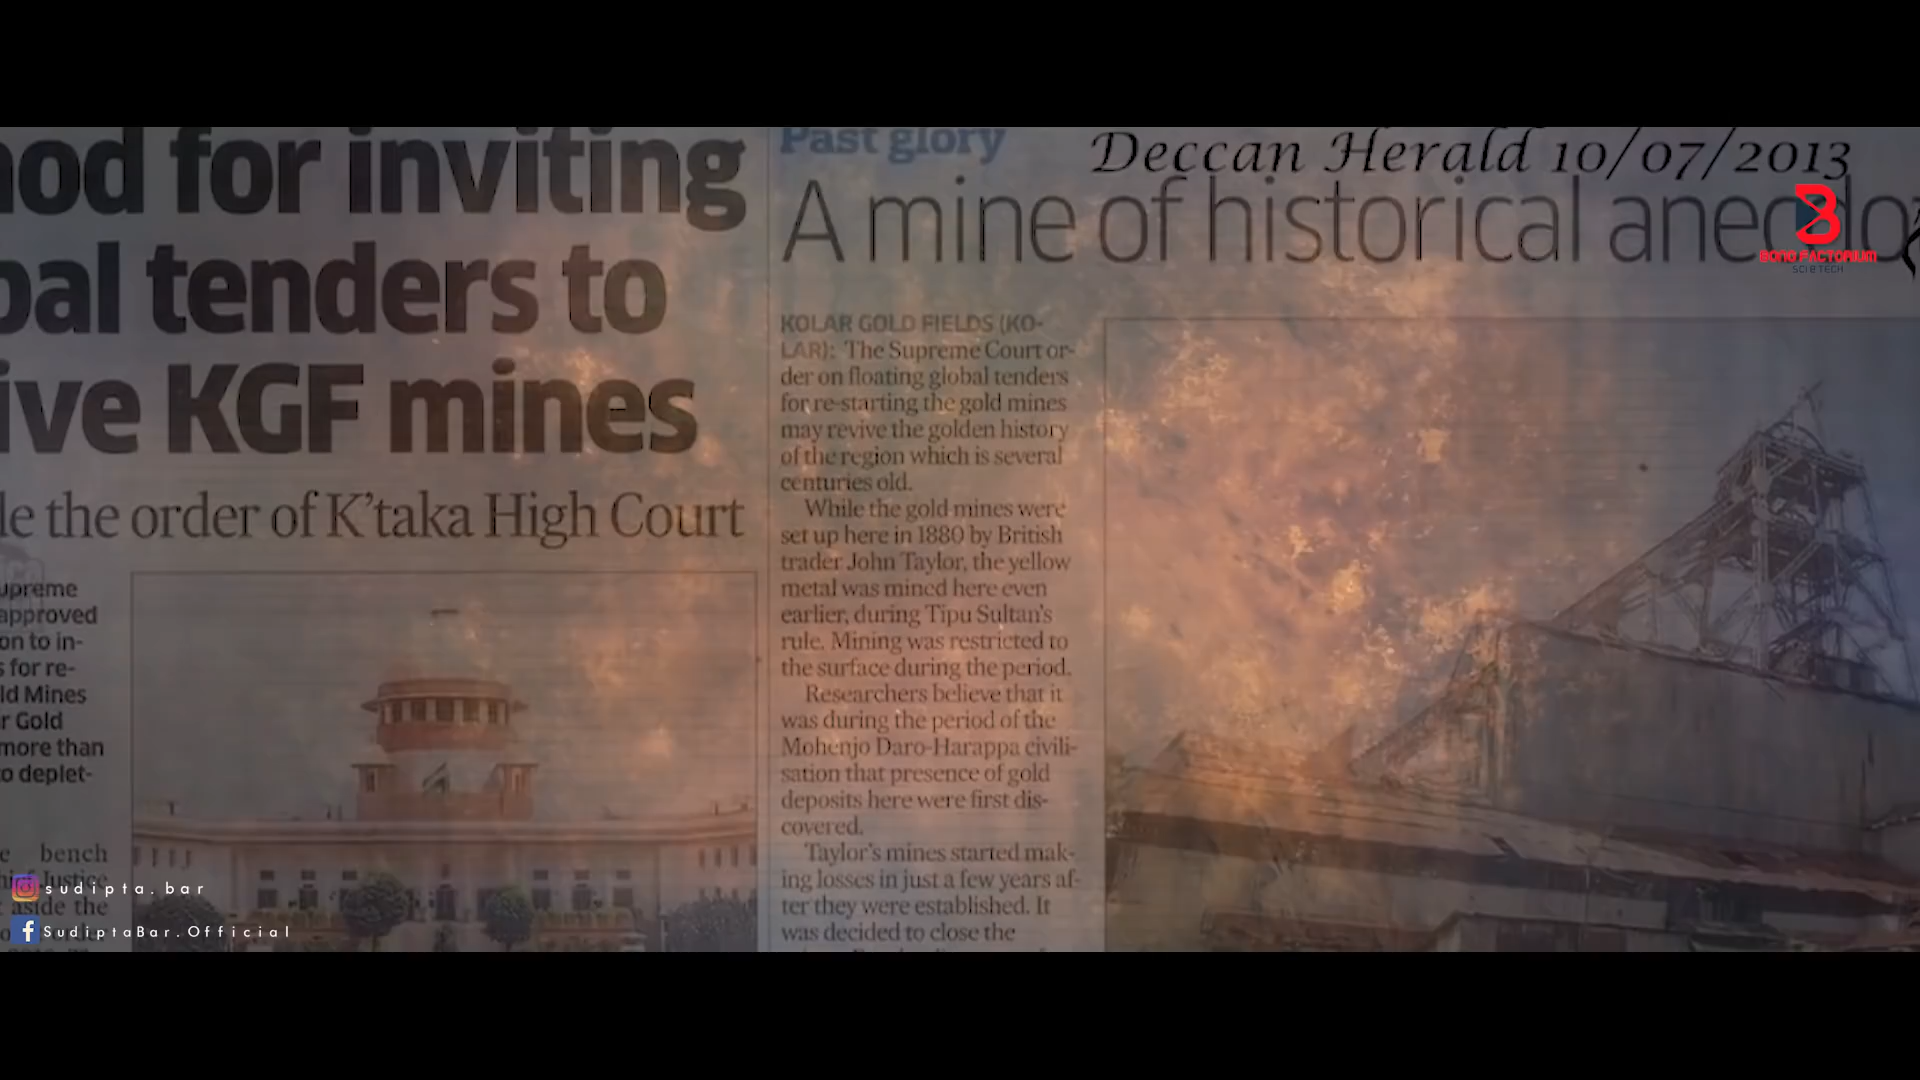 for inviting
tenders to
KGF mines
the order of K'taka High Court
approved
on to in-
for re-
Mines
Gold
more than
deplet-
bench
Justice
aside the
Past glory
Deccan Herald 10/07/2013
A mine of historical
KOLAR GOLD FIELDS (KO-
LAR): The Supreme Court or-
der on floating global tenders
for re-starting the gold mines
may revive the golden history
of the region which is several
centuries old.
While the gold mines were
set up here in 1880 by British
trader John Taylor, the yellow
metal was mined here even
earlier, during Tipu Sultan's
rule. Mining was restricted to
the surface during the period.
Researchers believe that it
was during the period of the
Mohenjo Daro-Harappa civili-
sation that presence of gold
deposits here were first dis-
covered.
Taylor's mines started mak-
ing losses in just a few years af-
ter they were established. It
was decided to close the
BONG FACTORIUM
SCI & TECH
sudipta.bar
SudiptaBar.Official